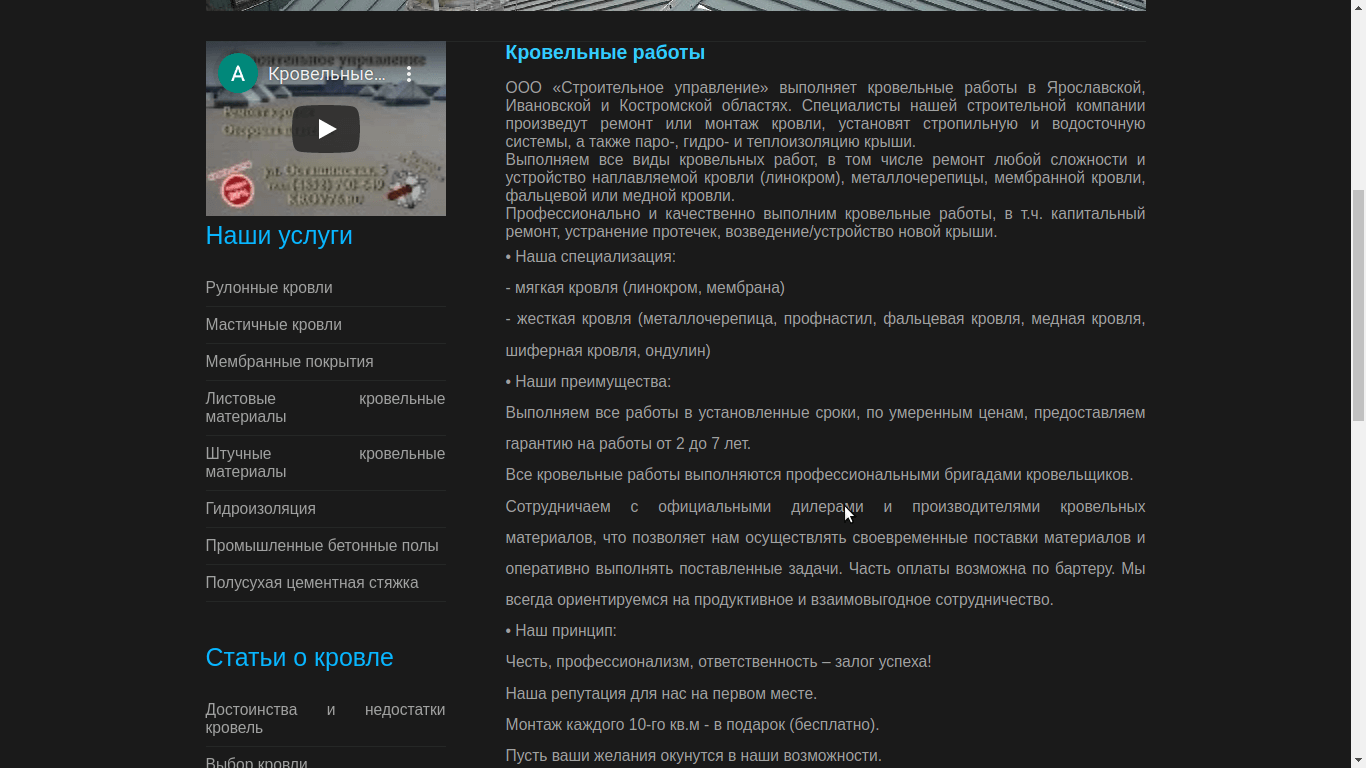 Строительное управление
А Кровельные...
Ремонт
ул.
KROV76.RU
Наши услуги
Рулонные кровли
Мастичные кровли
Мембранные покрытия
Листовые кровельные
материалы
Штучные кровельные
материалы
Гидроизоляция
Промышленные бетонные полы
Полусухая цементная стяжка
Статьи о кровле
Достоинства и недостатки
кровель
Выбор кровли
Кровельные работы
ООО «Строительное управление» выполняет кровельные работы в Ярославской,
Ивановской и Костромской областях. Специалисты нашей строительной компании
произведут ремонт или монтаж кровли, установят стропильную и водосточную
системы, а также паро-, гидро- и теплоизоляцию крыши.
Выполняем все виды кровельных работ, в том числе ремонт любой сложности и
устройство наплавляемой кровли (линокром), металлочерепицы, мембранной кровли,
фальцевой или медной кровли.
Профессионально и качественно выполним кровельные работы, в т.ч. капитальный
ремонт, устранение протечек, возведение/устройство новой крыши.
• Наша специализация:
- мягкая кровля (линокром, мембрана)
- жесткая кровля (металлочерепица, профнастил, фальцевая кровля, медная кровля,
шиферная кровля, ондулин)
• Наши преимущества:
Выполняем все работы в установленные сроки, по умеренным ценам, предоставляем
гарантию на работы от 2 до 7 лет.
Все кровельные работы выполняются профессиональными бригадами кровельщиков.
Сотрудничаем с официальными дилерами и производителями кровельных
материалов, что позволяет нам осуществлять своевременные поставки материалов и
оперативно выполнять поставленные задачи. Часть оплаты возможна по бартеру. Мы
всегда ориентируемся на продуктивное и взаимовыгодное сотрудничество.
• Наш принцип:
Честь, профессионализм, ответственность – залог успеха!
Наша репутация для нас на первом месте.
Монтаж каждого 10-го кв.м - в подарок (бесплатно).
Пусть ваши желания окунутся в наши возможности.